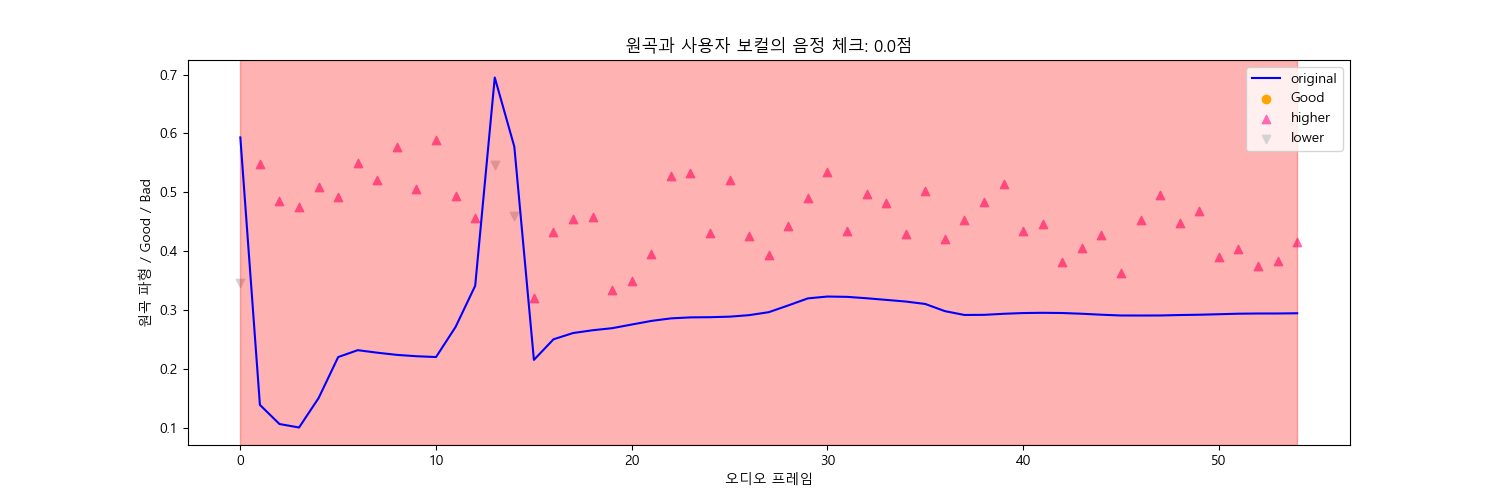 원곡과 사용자 보컬의 음정 체크: 0.0점
original
Good
higher
lower
원곡 파형 / Good / Bad
0.7
0.6
0.5
0.4
0.3
0.2
0.1
0 10 20 30 40 50
오디오 프레임